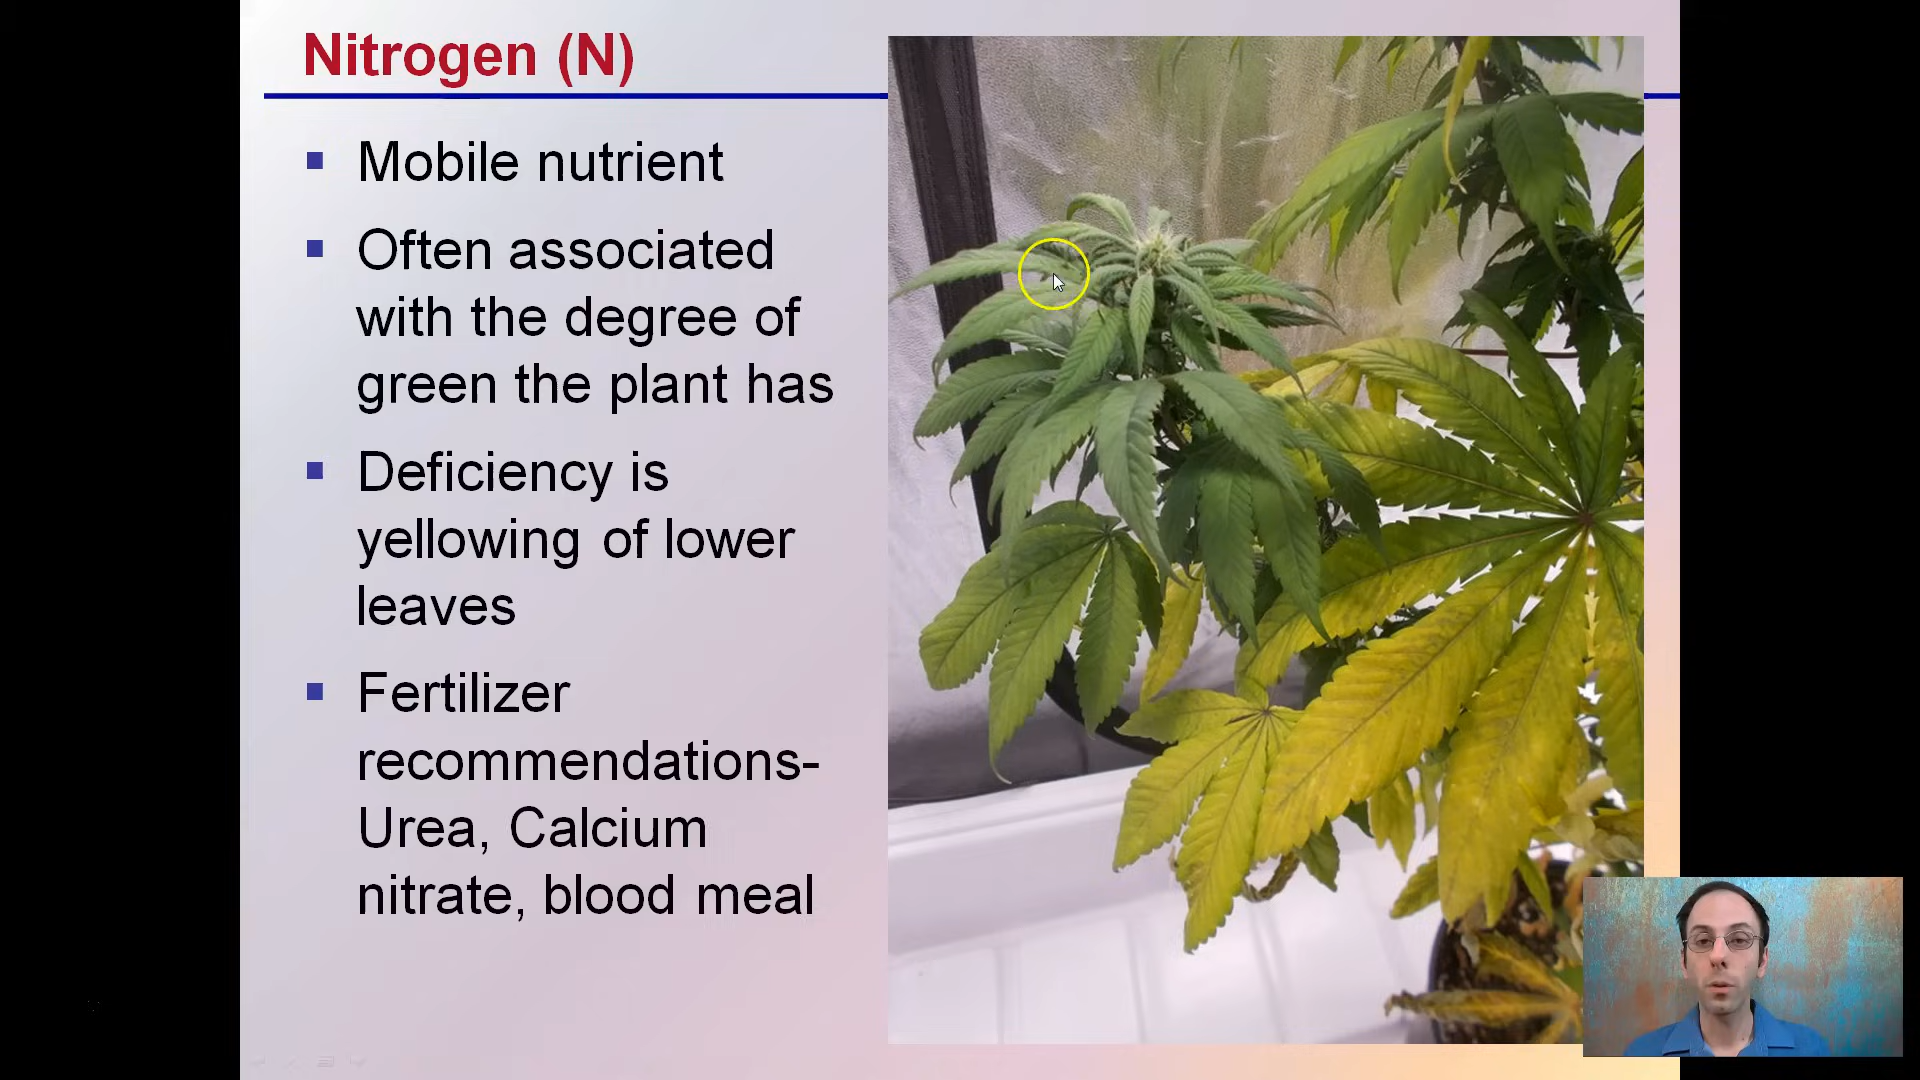 Nitrogen (N)
Mobile nutrient
Often associated
with the degree of
green the plant has
Deficiency is
yellowing of lower
leaves
Fertilizer
recommendations-
Urea, Calcium
nitrate, blood meal